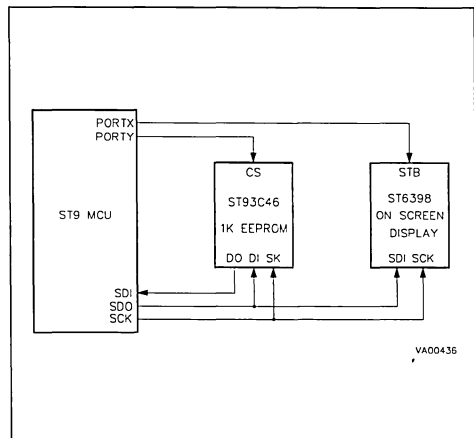 PORTX
PORTY
CS
STB
ST9 MCU
ST93C46
1K EEPROM
ST6398
ON SCREEN
DISPLAY
DO DI SK
SDI SCK
SDI
SDO
SCK
VA00436